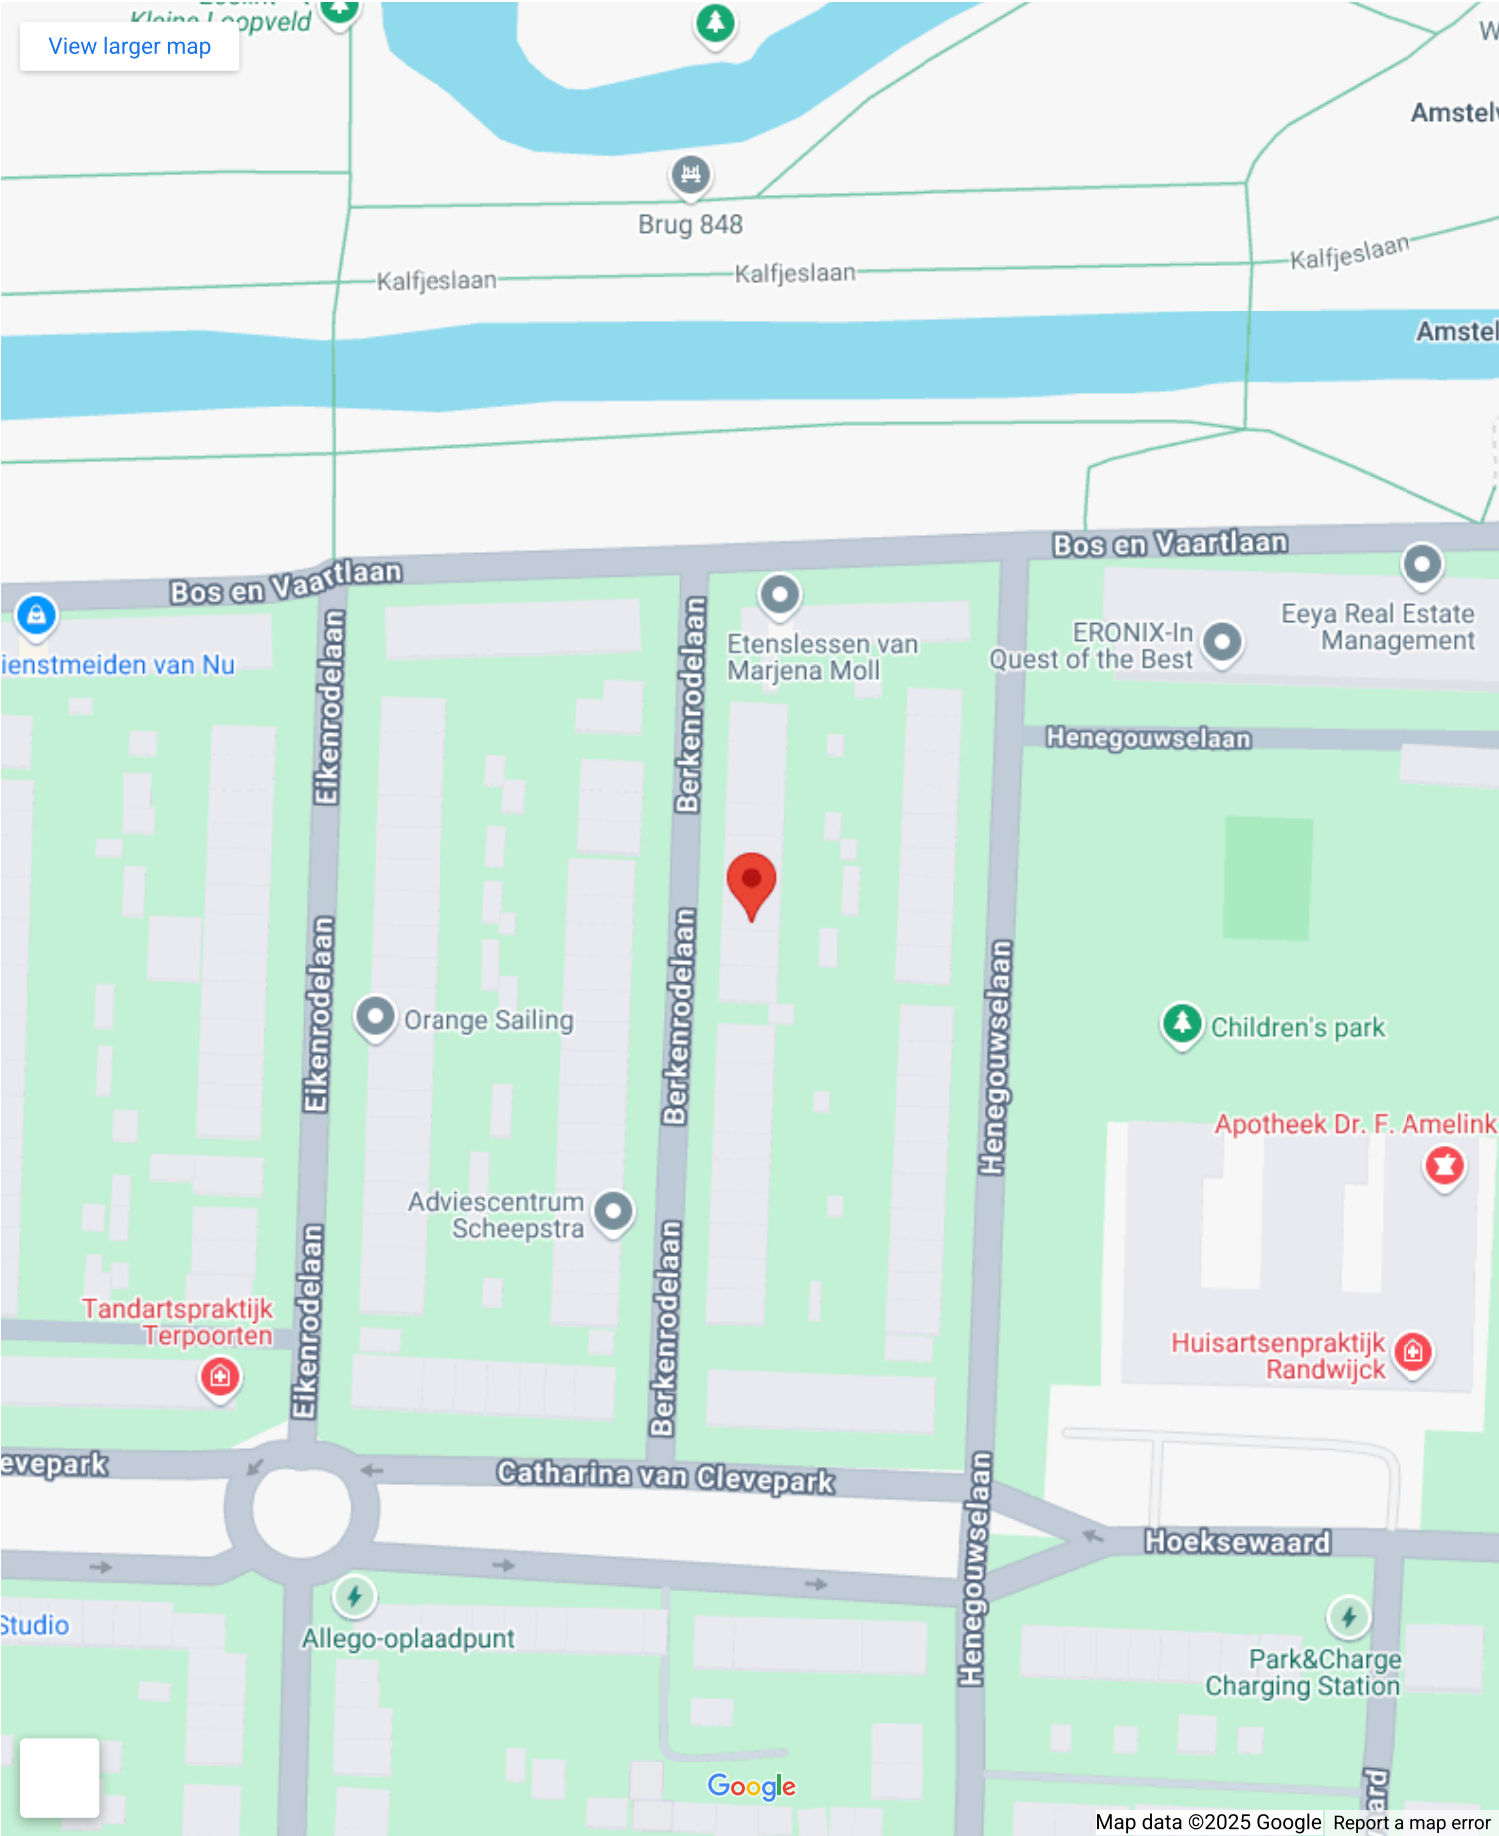 Kleine Loopveld
View larger map
W
Amstelv
Brug 848
Kalfjeslaan
Kalfjeslaan
Kalfjeslaan
Amstel
Bos en Vaartlaan
Bos en Vaartlaan
ienstmeiden van Nu
Etenslessen van
Marjena Moll
ERONIX-In
Quest of the Best
Eeya Real Estate
Management
Eikenrodelaan
Berkenrodelaan
Henegouwselaan
Eikenrodelaan
Berkenrodelaan
Henegouwselaan
Orange Sailing
Children's park
Apotheek Dr. F. Amelink
Adviescentrum
Scheepstra
Eikenrodelaan
Berkenrodelaan
Tandartspraktijk
Terpoorten
Huisartsenpraktijk
Randwijck
evepark
Catharina van Clevepark
Henegouwselaan
Hoeksewaard
Studio
Allego-oplaadpunt
Park&Charge
Charging Station
Google
ard
Map data ©2025 Google
Report a map error